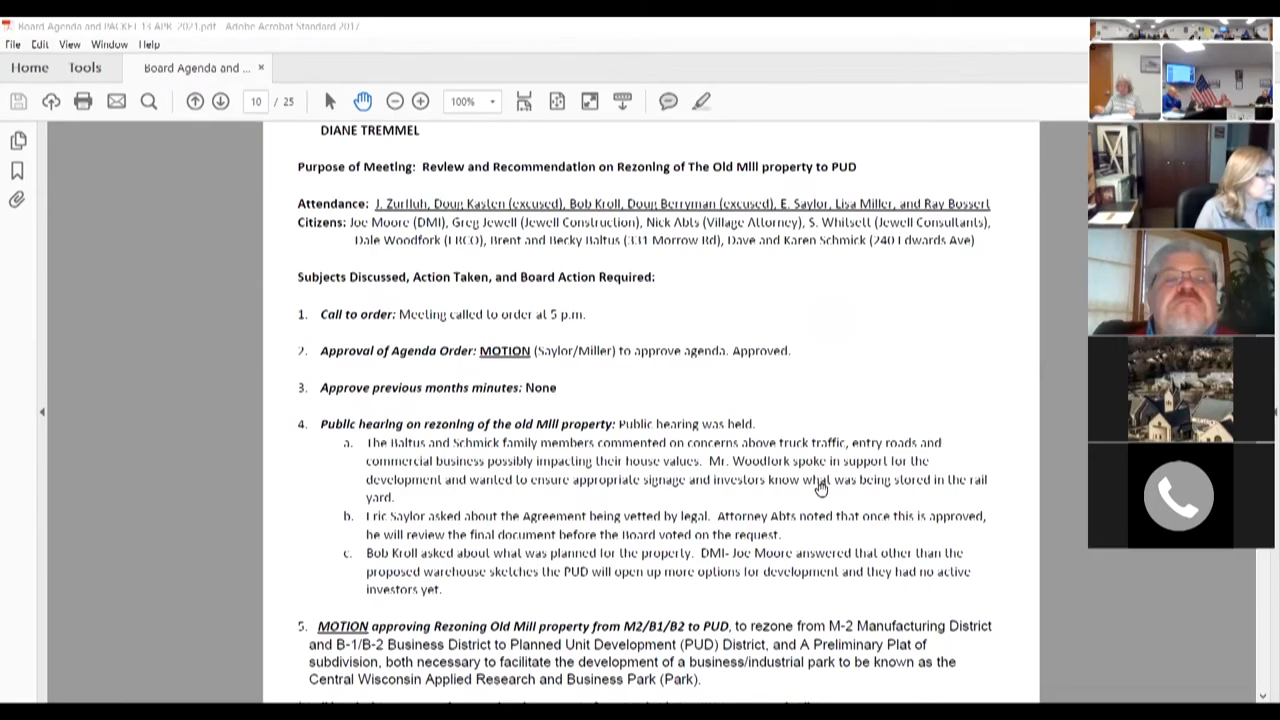 Board Agenda and PACKET 13 APR 2021.pdf - Adobe Acrobat Standard 2017
File Edit View Window Help
Home Tools Board Agenda and ... ×
10 / 25 100%
DIANE TREMMEL
Purpose of Meeting: Review and Recommendation on Rezoning of The Old Mill property to PUD
Attendance: J. Zurfluh, Doug Kasten (excused), Bob Kroll, Doug Berryman (excused), E. Saylor, Lisa Miller, and Ray Bossert
Citizens: Joe Moore (DMI), Greg Jewell (Jewell Construction), Nick Abts (Village Attorney), S. Whitsett (Jewell Consultants),
Dale Woodfork (ERCO), Brent and Becky Baltus (331 Morrow Rd), Dave and Karen Schmick (240 Edwards Ave)
Subjects Discussed, Action Taken, and Board Action Required:
1. Call to order: Meeting called to order at 5 p.m.
2. Approval of Agenda Order: MOTION (Saylor/Miller) to approve agenda. Approved.
3. Approve previous months minutes: None
4. Public hearing on rezoning of the old Mill property: Public hearing was held.
a. The Baltus and Schmick family members commented on concerns above truck traffic, entry roads and
commercial business possibly impacting their house values. Mr. Woodfork spoke in support for the
development and wanted to ensure appropriate signage and investors know what was being stored in the rail
yard.
b. Eric Saylor asked about the Agreement being vetted by legal. Attorney Abts noted that once this is approved,
he will review the final document before the Board voted on the request.
c. Bob Kroll asked about what was planned for the property. DMI- Joe Moore answered that other than the
proposed warehouse sketches the PUD will open up more options for development and they had no active
investors yet.
5. MOTION approving Rezoning Old Mill property from M2/B1/B2 to PUD, to rezone from M-2 Manufacturing District
and B-1/B-2 Business District to Planned Unit Development (PUD) District, and A Preliminary Plat of
subdivision, both necessary to facilitate the development of a business/industrial park to be known as the
Central Wisconsin Applied Research and Business Park (Park).